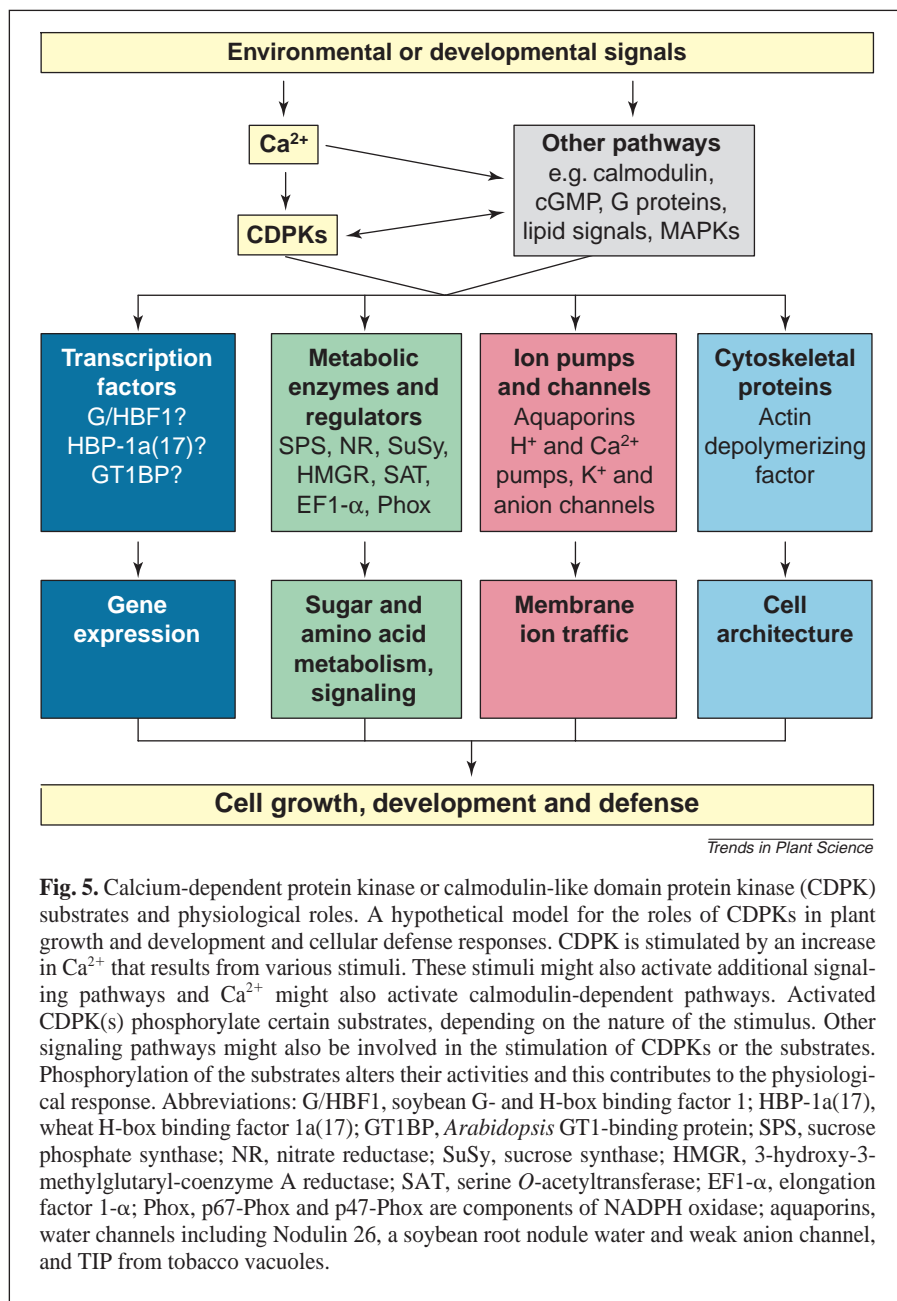 Environmental or developmental signals
Ca²⁺
Other pathways
e.g. calmodulin,
cGMP, G proteins,
lipid signals, MAPKs
CDPKs
Transcription
factors
G/HBF1?
HBP-1a(17)?
GT1BP?
Metabolic
enzymes and
regulators
SPS, NR, SuSy,
HMGR, SAT,
EF1-α, Phox
Ion pumps
and channels
Aquaporins
H⁺ and Ca²⁺
pumps, K⁺ and
anion channels
Cytoskeletal
proteins
Actin
depolymerizing
factor
Gene
expression
Sugar and
amino acid
metabolism,
signaling
Membrane
ion traffic
Cell
architecture
Cell growth, development and defense
Trends in Plant Science
Fig. 5. Calcium-dependent protein kinase or calmodulin-like domain protein kinase (CDPK)
substrates and physiological roles. A hypothetical model for the roles of CDPKs in plant
growth and development and cellular defense responses. CDPK is stimulated by an increase
in Ca²⁺ that results from various stimuli. These stimuli might also activate additional signal-
ing pathways and Ca²⁺ might also activate calmodulin-dependent pathways. Activated
CDPK(s) phosphorylate certain substrates, depending on the nature of the stimulus. Other
signaling pathways might also be involved in the stimulation of CDPKs or the substrates.
Phosphorylation of the substrates alters their activities and this contributes to the physiologi-
cal response. Abbreviations: G/HBF1, soybean G- and H-box binding factor 1; HBP-1a(17),
wheat H-box binding factor 1a(17); GT1BP, Arabidopsis GT1-binding protein; SPS, sucrose
phosphate synthase; NR, nitrate reductase; SuSy, sucrose synthase; HMGR, 3-hydroxy-3-
methylglutaryl-coenzyme A reductase; SAT, serine O-acetyltransferase; EF1-α, elongation
factor 1-α; Phox, p67-Phox and p47-Phox are components of NADPH oxidase; aquaporins,
water channels including Nodulin 26, a soybean root nodule water and weak anion channel,
and TIP from tobacco vacuoles.